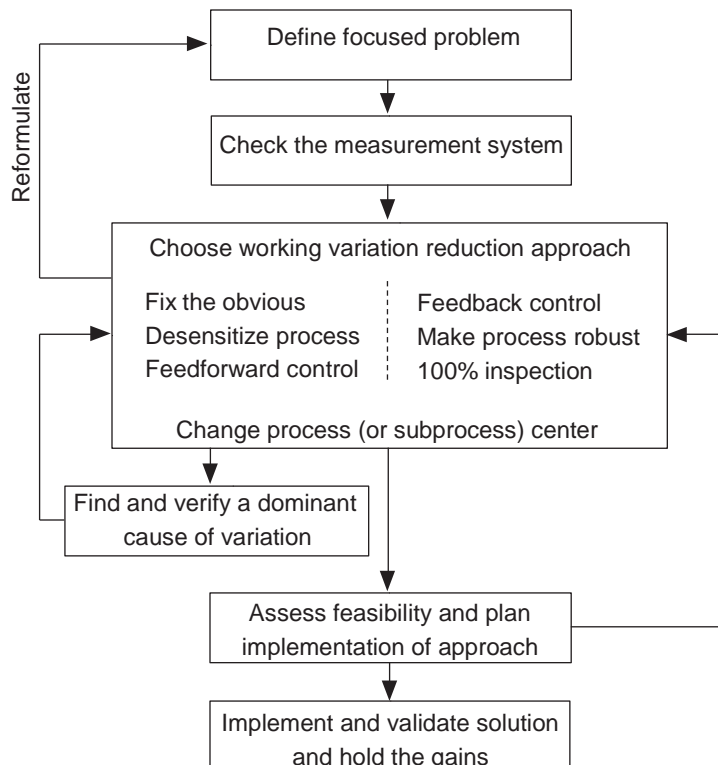 Define focused problem
Reformulate
Check the measurement system
Choose working variation reduction approach
Fix the obvious
Desensitize process
Feedforward control
Feedback control
Make process robust
100% inspection
Change process (or subprocess) center
Find and verify a dominant
cause of variation
Assess feasibility and plan
implementation of approach
Implement and validate solution
and hold the gains